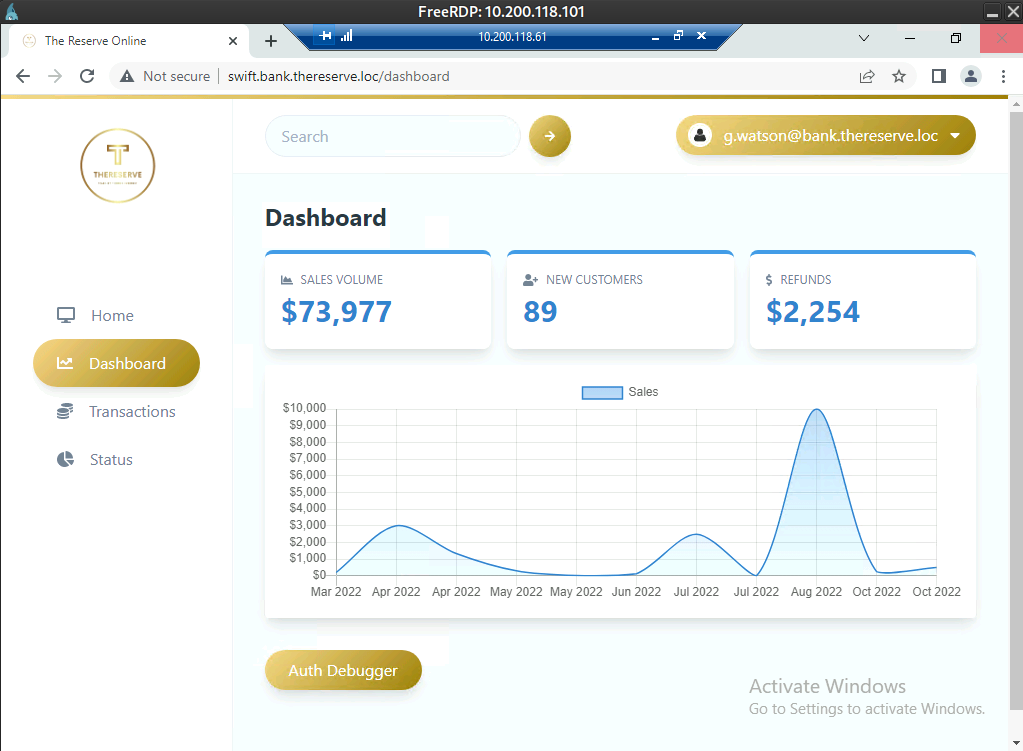 FreeRDP: 10.200.118.101
The Reserve Online
10.200.118.61
Not secure
swift.bank.thereserve.loc/dashboard
THERESERVE
Search
g.watson@bank.thereserve.loc
Home
Dashboard
Transactions
Status
Dashboard
SALES VOLUME
$73,977
NEW CUSTOMERS
89
$ REFUNDS
$2,254
Sales
$10,000
$9,000
$8,000
$7,000
$6,000
$5,000
$4,000
$3,000
$2,000
$1,000
$0
Mar 2022 Apr 2022 Apr 2022 May 2022 May 2022 Jun 2022 Jul 2022 Jul 2022 Aug 2022 Oct 2022 Oct 2022
Auth Debugger
Activate Windows
Go to Settings to activate Windows.